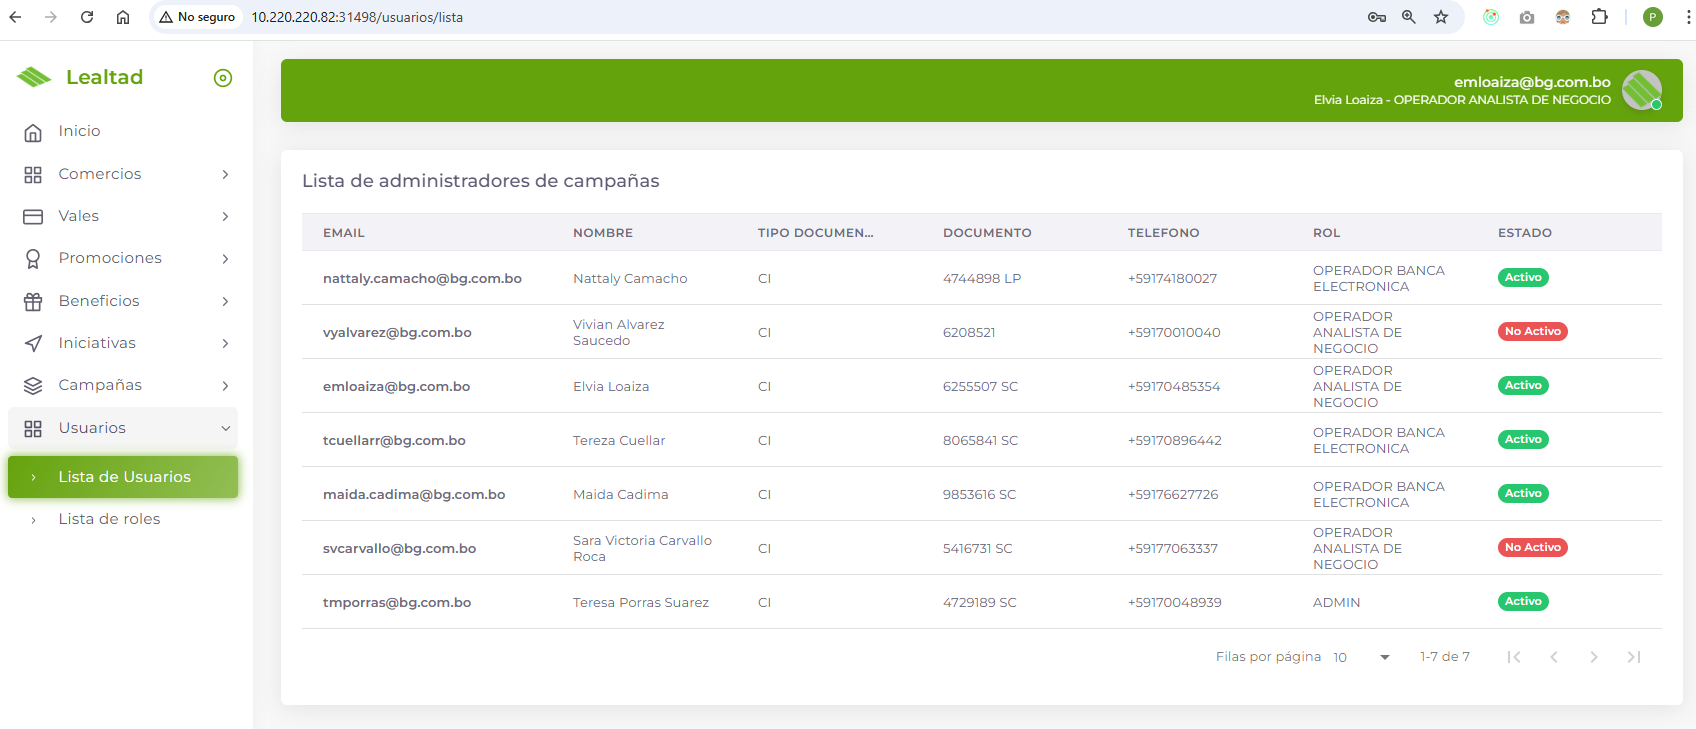 No seguro
10.220.220.82:31498/usuarios/lista
P
Lealtad
Inicio
Comercios
Vales
Promociones
Beneficios
Iniciativas
Campañas
Usuarios
Lista de Usuarios
Lista de roles
emloaiza@bg.com.bo
Elvia Loaiza - OPERADOR ANALISTA DE NEGOCIO
Lista de administradores de campañas
EMAIL NOMBRE TIPO DOCUMEN... DOCUMENTO TELEFONO ROL ESTADO
nattaly.camacho@bg.com.bo Nattaly Camacho CI 4744898 LP +59174180027 OPERADOR BANCA
ELECTRONICA Activo
vyalvarez@bg.com.bo Vivian Alvarez
Saucedo CI 6208521 +59170010040 OPERADOR
ANALISTA DE
NEGOCIO No Activo
emloaiza@bg.com.bo Elvia Loaiza CI 6255507 SC +59170485354 OPERADOR
ANALISTA DE
NEGOCIO Activo
tcuellarr@bg.com.bo Tereza Cuellar CI 8065841 SC +59170896442 OPERADOR BANCA
ELECTRONICA Activo
maida.cadima@bg.com.bo Maida Cadima CI 9853616 SC +59176627726 OPERADOR BANCA
ELECTRONICA Activo
svcarvallo@bg.com.bo Sara Victoria Carvallo
Roca CI 5416731 SC +59177063337 OPERADOR
ANALISTA DE
NEGOCIO No Activo
tmporras@bg.com.bo Teresa Porras Suarez CI 4729189 SC +59170048939 ADMIN Activo
Filas por página 10 1-7 de 7